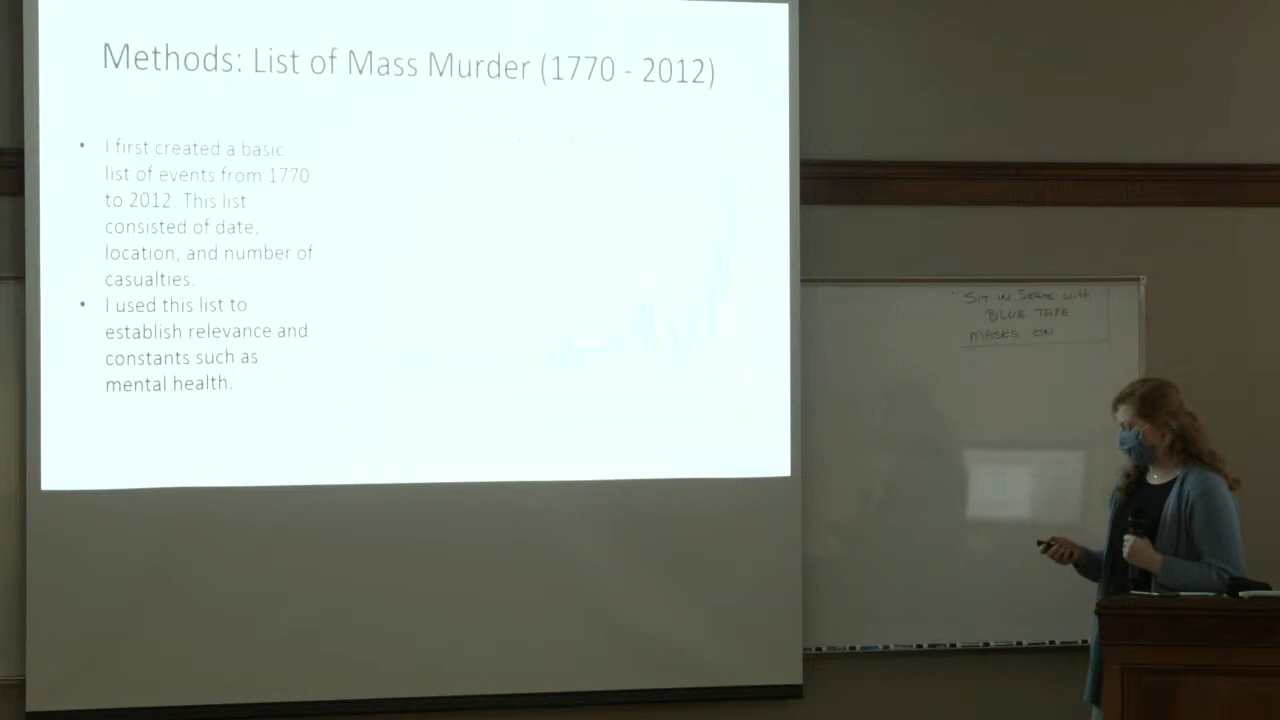 Methods: List of Mass Murder (1770 - 2012)
• I first created a basic
list of events from 1770
to 2012. This list
consisted of date,
location, and number of
casualties.
• I used this list to
establish relevance and
constants such as
mental health.
SIT IN SEATS WITH
BLUE TAPE
MASKS ON